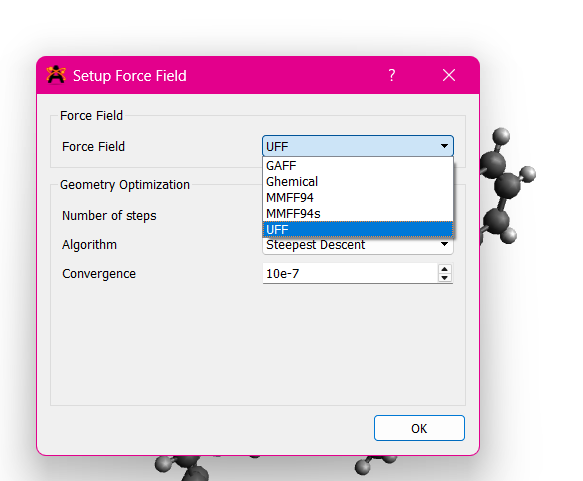 Setup Force Field
?
Force Field
Force Field UFF
GAFF
Ghemical
MMFF94
MMFF94s
UFF
Geometry Optimization
Number of steps
Algorithm Steepest Descent
Convergence 10e-7
OK